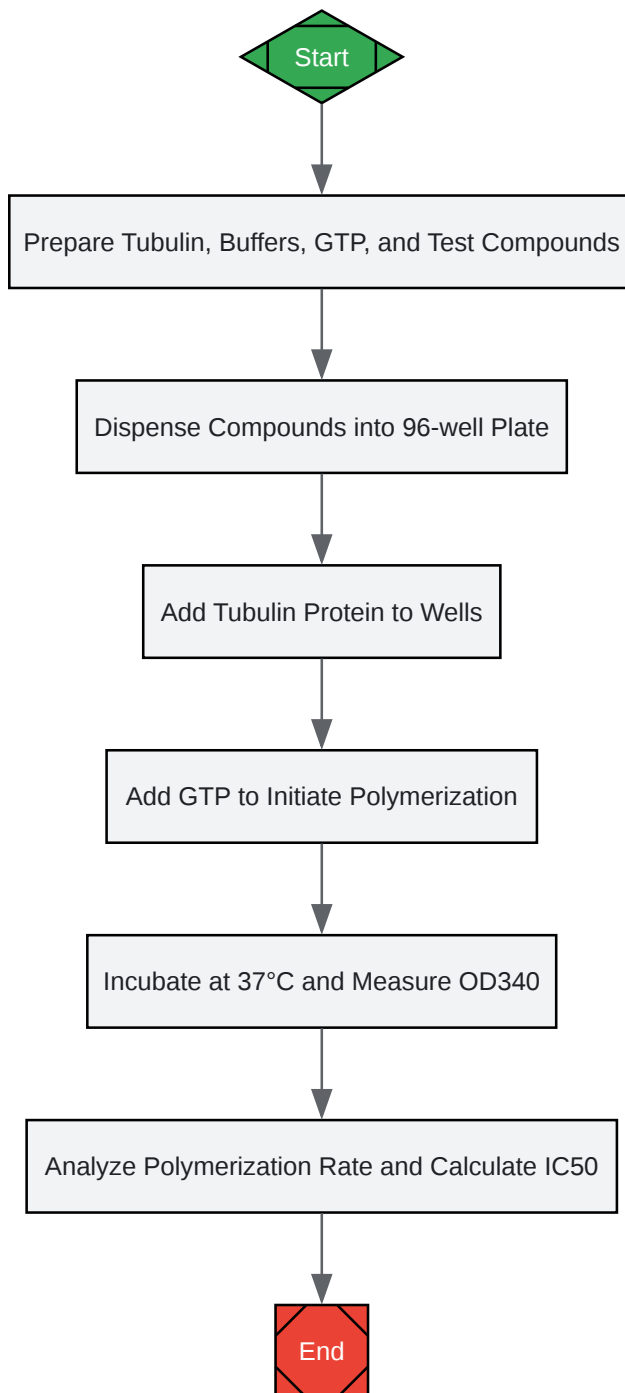 Start
Prepare Tubulin, Buffers, GTP, and Test Compounds
Dispense Compounds into 96-well Plate
Add Tubulin Protein to Wells
Add GTP to Initiate Polymerization
Incubate at 37°C and Measure OD340
Analyze Polymerization Rate and Calculate IC50
End